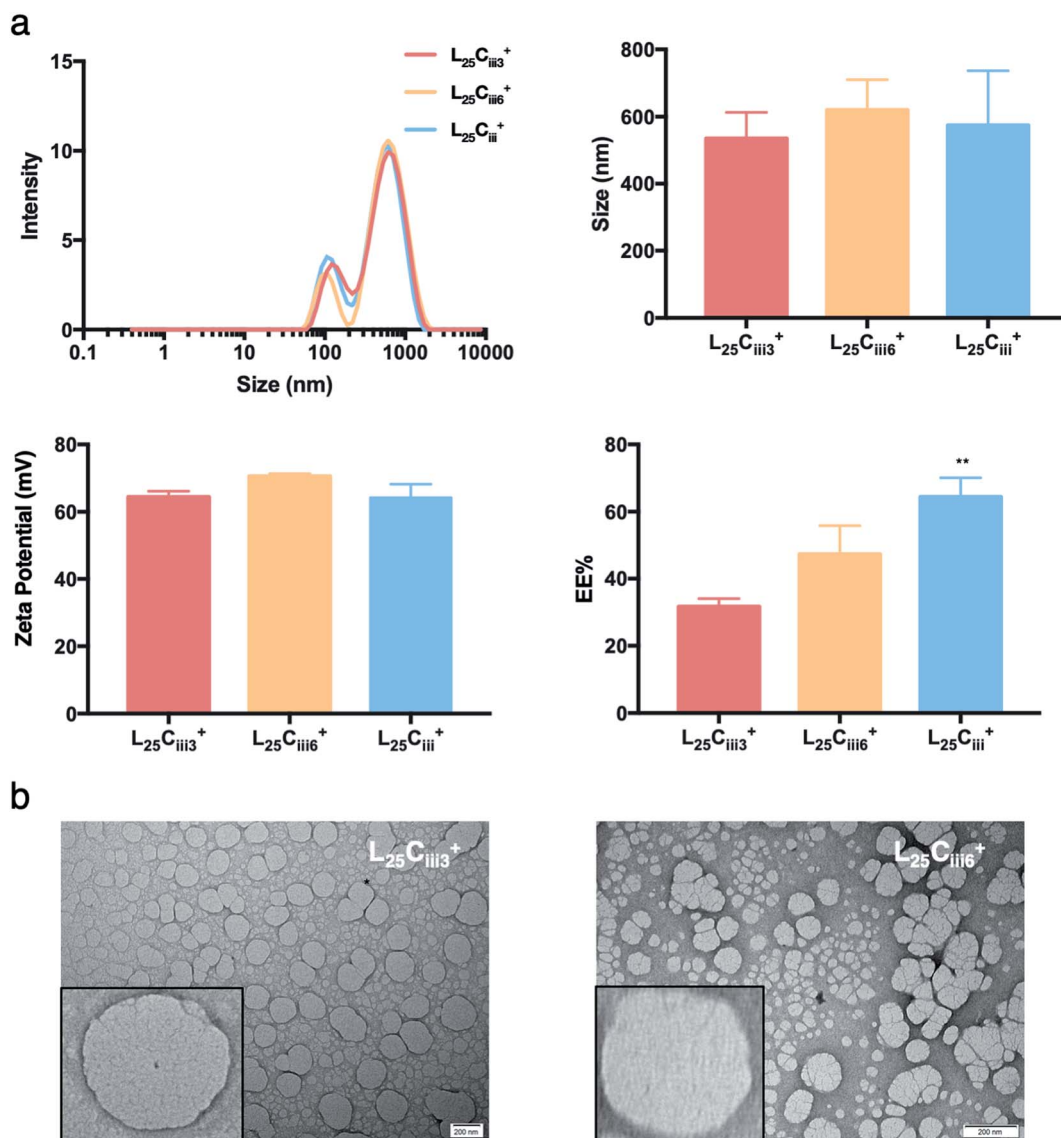 a
15
10
5
0
Intensity
0.1 1 10 100 1000 10000
Size (nm)
L₂₅Cᵢᵢᵢ₃⁺
L₂₅Cᵢᵢᵢ₆⁺
L₂₅Cᵢᵢᵢ⁺
800
600
400
200
0
Size (nm)
L₂₅Cᵢᵢᵢ₃⁺ L₂₅Cᵢᵢᵢ₆⁺ L₂₅Cᵢᵢᵢ⁺
80
60
40
20
0
Zeta Potential (mV)
L₂₅Cᵢᵢᵢ₃⁺ L₂₅Cᵢᵢᵢ₆⁺ L₂₅Cᵢᵢᵢ⁺
80
60
40
20
0
EE%
**
L₂₅Cᵢᵢᵢ₃⁺ L₂₅Cᵢᵢᵢ₆⁺ L₂₅Cᵢᵢᵢ⁺
b
L₂₅Cᵢᵢᵢ₃⁺
*
200 nm
L₂₅Cᵢᵢᵢ₆⁺
200 nm